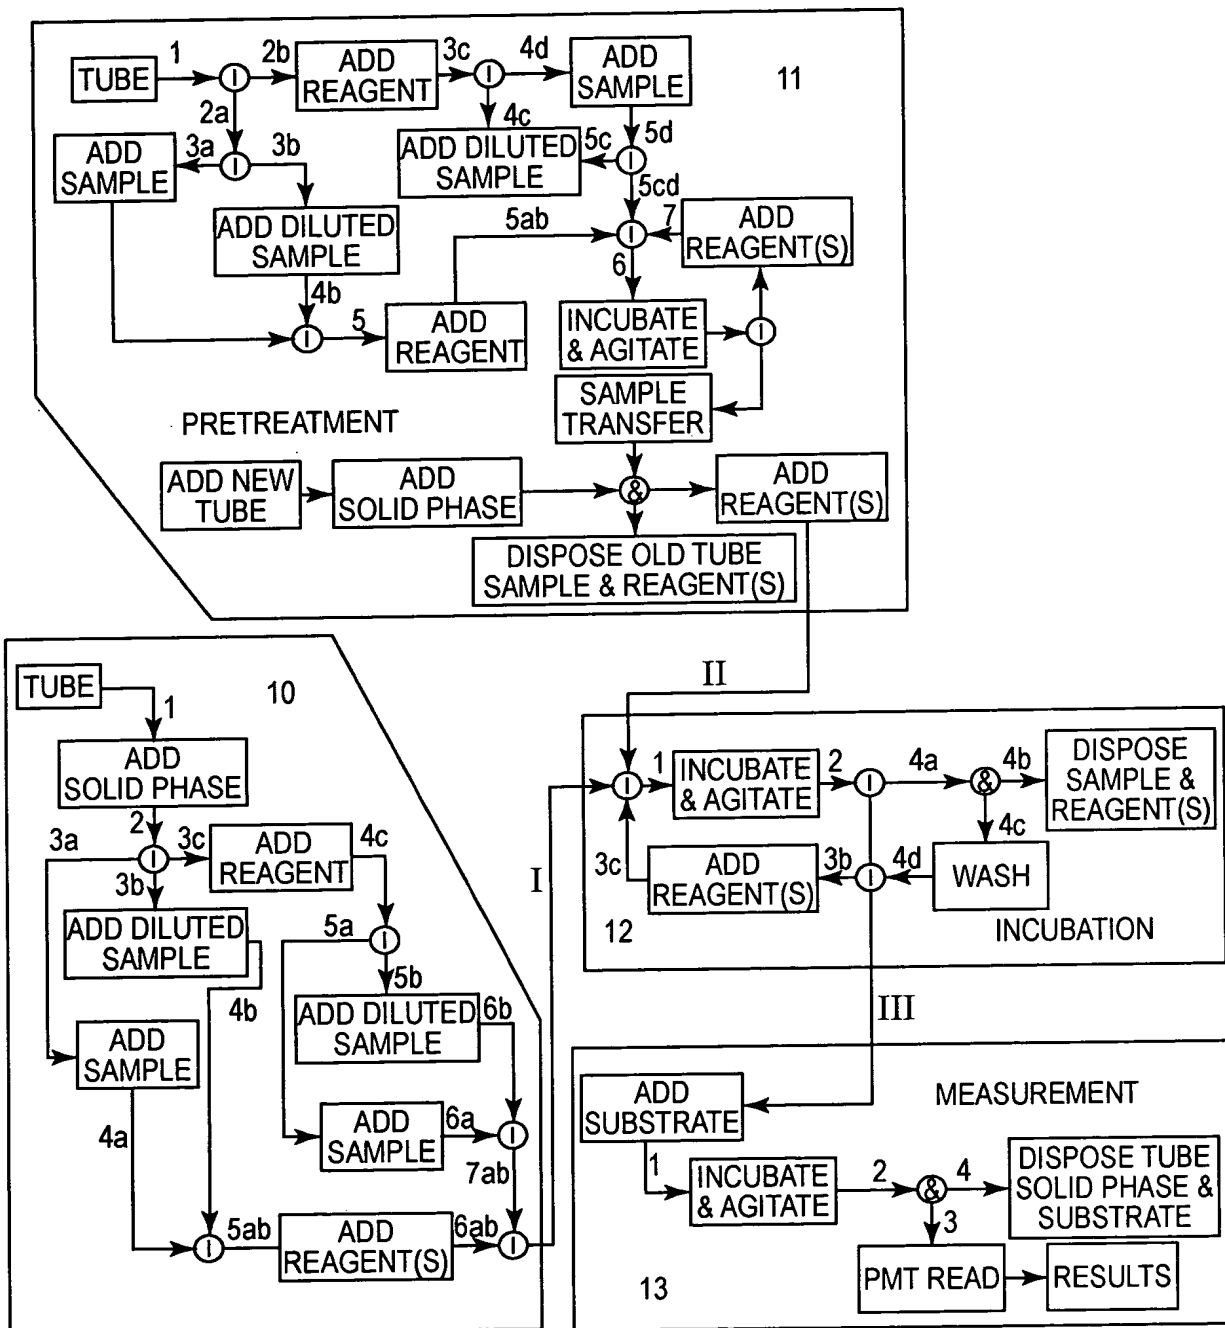 1
2b
3c
4d
TUBE
I
ADD
REAGENT
I
ADD
SAMPLE
11
2a
4c
5d
ADD
SAMPLE
3a
I
3b
ADD DILUTED
SAMPLE
5c
I
5cd
ADD DILUTED
SAMPLE
5ab
I
7
ADD
REAGENT(S)
6
4b
I
5
ADD
REAGENT
INCUBATE
& AGITATE
I
SAMPLE
TRANSFER
PRETREATMENT
ADD NEW
TUBE
ADD
SOLID PHASE
&
ADD
REAGENT(S)
DISPOSE OLD TUBE
SAMPLE & REAGENT(S)
II
TUBE
10
1
ADD
SOLID PHASE
2
3a
I
3c
ADD
REAGENT
4c
3b
ADD DILUTED
SAMPLE
5a
I
5b
4b
ADD DILUTED
SAMPLE
6b
ADD
SAMPLE
4a
ADD
SAMPLE
6a
I
7ab
I
5ab
ADD
REAGENT(S)
6ab
I
I
I
1
INCUBATE
& AGITATE
2
I
4a
&
4b
DISPOSE
SAMPLE &
REAGENT(S)
4c
3c
ADD
REAGENT(S)
3b
I
4d
WASH
12
INCUBATION
III
ADD
SUBSTRATE
MEASUREMENT
1
INCUBATE
& AGITATE
2
&
4
DISPOSE TUBE
SOLID PHASE &
SUBSTRATE
3
13
PMT READ
RESULTS